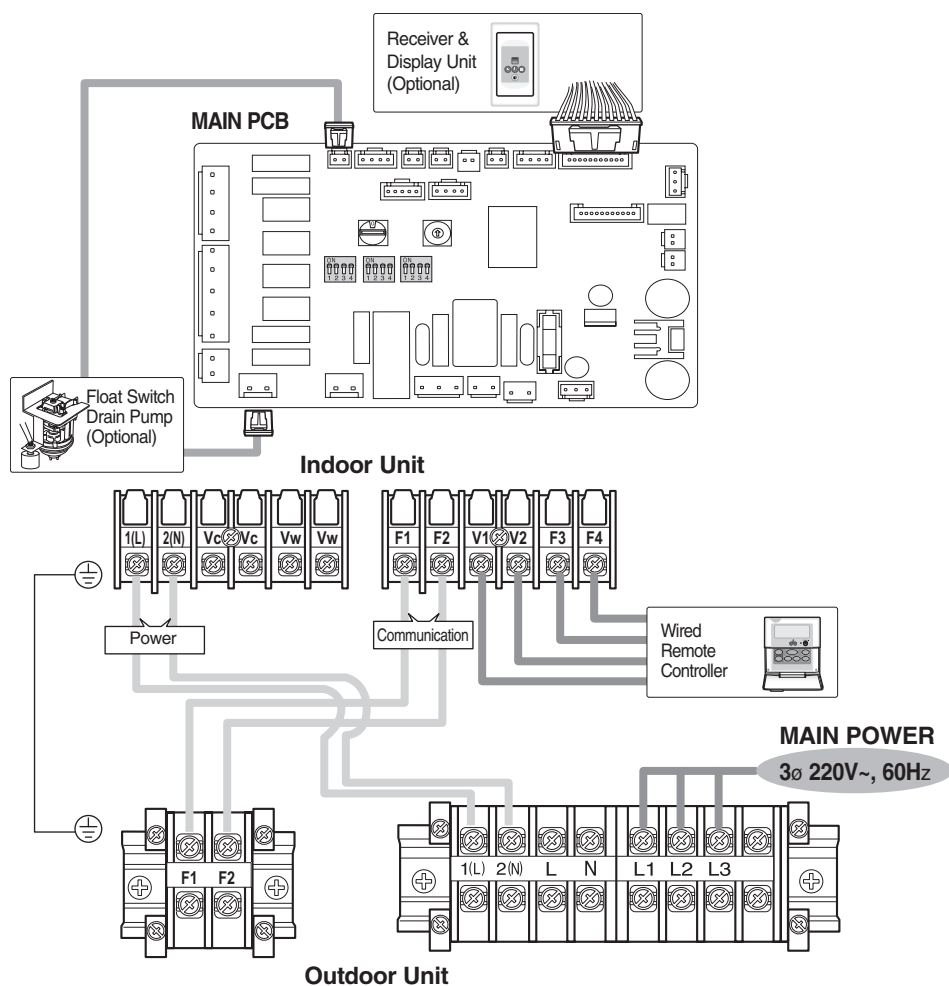 Receiver &
Display Unit
(Optional)
MAIN PCB
ON
1 2 3 4
ON
1 2 3 4
ON
1 2 3 4
Float Switch
Drain Pump
(Optional)
Indoor Unit
1(L) 2(N) Vc Vc Vw Vw
F1 F2 V1 V2 F3 F4
Power
Communication
Wired
Remote
Controller
MAIN POWER
3ø 220V~, 60Hz
F1 F2
1(L) 2(N) L N L1 L2 L3
Outdoor Unit